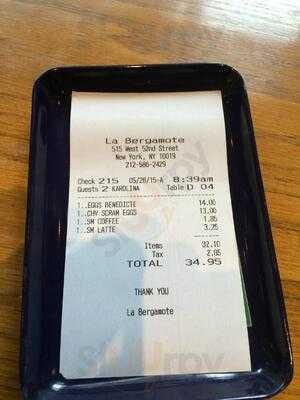 La Bergamote
515 West 52nd Street
New York, NY 10019
212-586-2429
Check 215 05/28/15-A 8:39am
Guests 2 KAROLINA Table D 04
1..EGGS BENEDICTE 14.00
1..CHY SCRAM EGGS 13.00
1..SM COFFEE 1.85
1..SM LATTE 3.25
Items 32.10
Tax 2.85
TOTAL 34.95
THANK YOU
La Bergamote